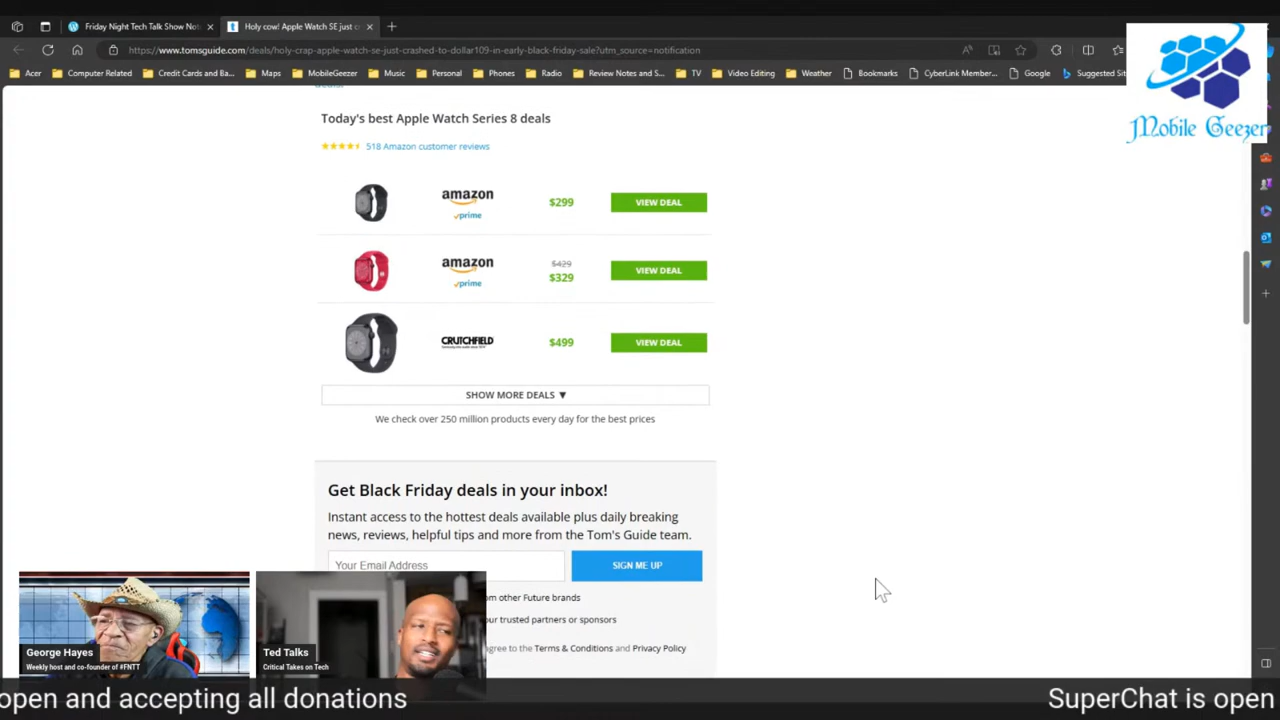 Friday Night Tech Talk Show Not
Holy cow! Apple Watch SE just c
https://www.tomsguide.com/deals/holy-crap-apple-watch-se-just-crashed-to-dollar109-in-early-black-friday-sale?utm_source=notification
Acer
Computer Related
Credit Cards and Ba...
Maps
MobileGeezer
Music
Personal
Phones
Radio
Review Notes and S...
TV
Video Editing
Weather
Bookmarks
CyberLink Member...
Google
Suggested Sit
Mobile Geezer
Today's best Apple Watch Series 8 deals
518 Amazon customer reviews
amazon
prime
$299
VIEW DEAL
amazon
prime
$429
$329
VIEW DEAL
CRUTCHFIELD
$499
VIEW DEAL
SHOW MORE DEALS ▼
We check over 250 million products every day for the best prices
Get Black Friday deals in your inbox!
Instant access to the hottest deals available plus daily breaking
news, reviews, helpful tips and more from the Tom's Guide team.
Your Email Address
SIGN ME UP
om other Future brands
our trusted partners or sponsors
gree to the Terms & Conditions and Privacy Policy
George Hayes
Weekly host and co-founder of #FNTT
Ted Talks
Critical Takes on Tech
open and accepting all donations
SuperChat is open